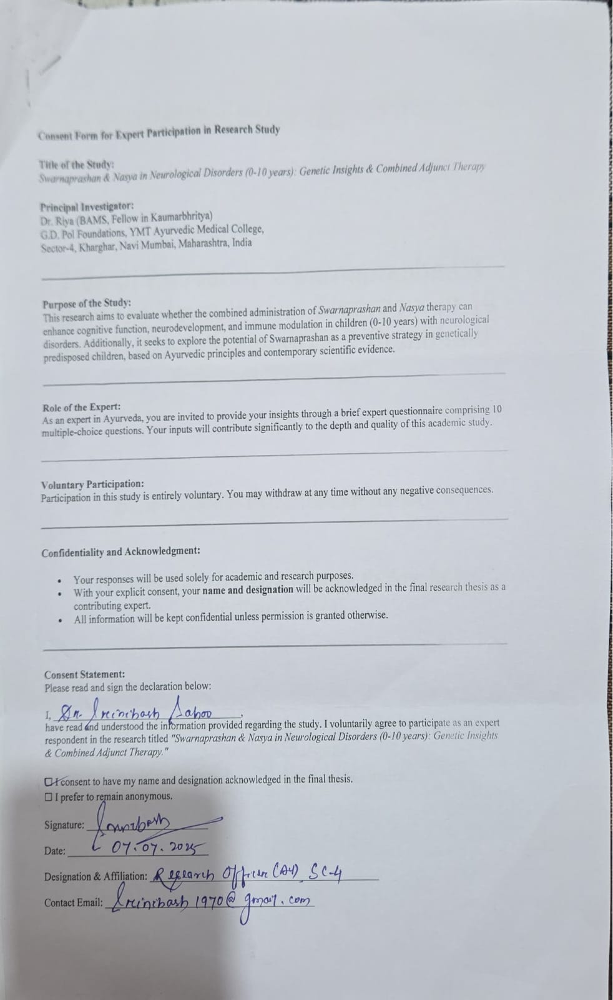 Consent Form for Expert Participation in Research Study
Title of the Study:
Swarnaprashan & Nasya in Neurological Disorders (0-10 years): Genetic Insights & Combined Adjunct Therapy
Principal Investigator:
Dr. Riya (BAMS, Fellow in Kaumarbhritya)
G.D. Pol Foundations, YMT Ayurvedic Medical College,
Sector-4, Kharghar, Navi Mumbai, Maharashtra, India
Purpose of the Study:
This research aims to evaluate whether the combined administration of Swarnaprashan and Nasya therapy can
enhance cognitive function, neurodevelopment, and immune modulation in children (0-10 years) with neurological
disorders. Additionally, it seeks to explore the potential of Swarnaprashan as a preventive strategy in genetically
predisposed children, based on Ayurvedic principles and contemporary scientific evidence.
Role of the Expert:
As an expert in Ayurveda, you are invited to provide your insights through a brief expert questionnaire comprising 10
multiple-choice questions. Your inputs will contribute significantly to the depth and quality of this academic study.
Voluntary Participation:
Participation in this study is entirely voluntary. You may withdraw at any time without any negative consequences.
Confidentiality and Acknowledgment:
• Your responses will be used solely for academic and research purposes.
• With your explicit consent, your name and designation will be acknowledged in the final research thesis as a
contributing expert.
• All information will be kept confidential unless permission is granted otherwise.
Consent Statement:
Please read and sign the declaration below:
I, Dr. Srinibash Sahoo,
have read and understood the information provided regarding the study. I voluntarily agree to participate as an expert
respondent in the research titled "Swarnaprashan & Nasya in Neurological Disorders (0-10 years): Genetic Insights
& Combined Adjunct Therapy."
☐ I consent to have my name and designation acknowledged in the final thesis.
☐ I prefer to remain anonymous.
Signature: Srinibash
Date: 07.07.2025
Designation & Affiliation: Research Officer (Ay) SC-4
Contact Email: Srinibash1970@gmail.com